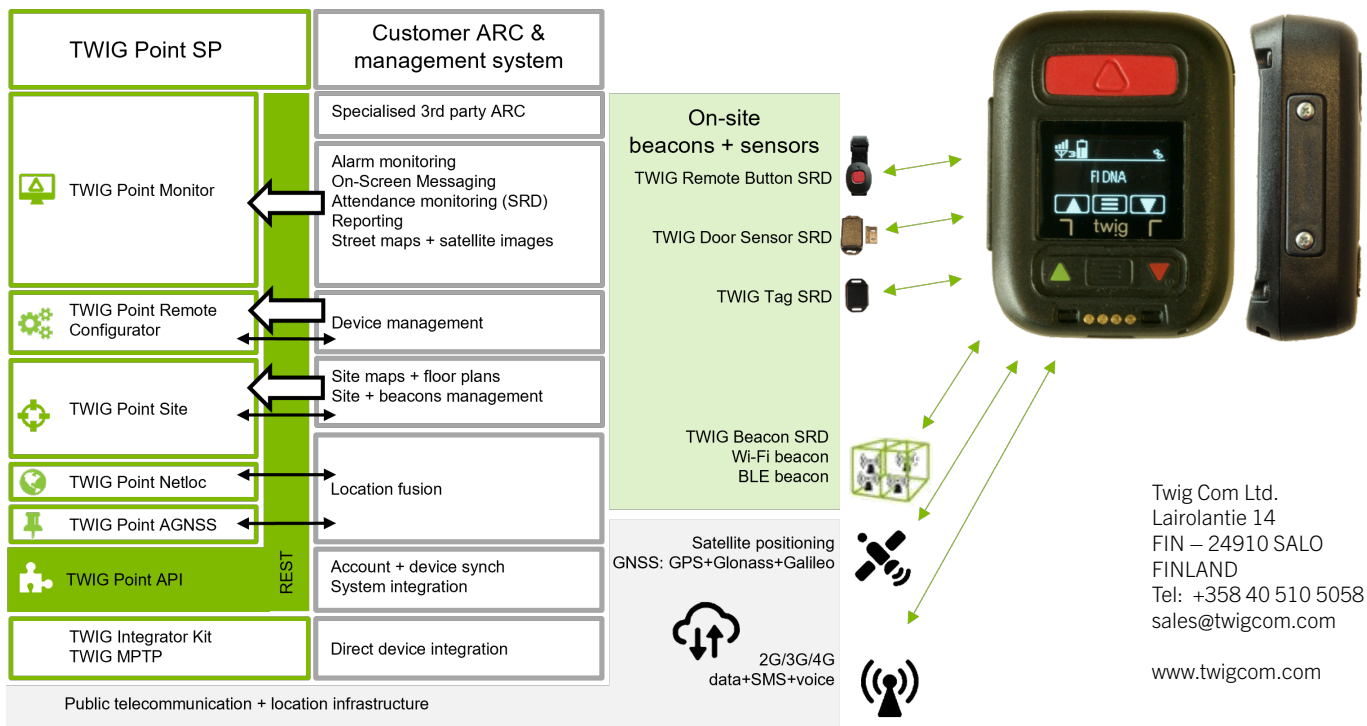 TWIG Point SP
Customer ARC &
management system
TWIG Point Monitor
Specialised 3rd party ARC
Alarm monitoring
On-Screen Messaging
Attendance monitoring (SRD)
Reporting
Street maps + satellite images
TWIG Point Remote
Configurator
Device management
TWIG Point Site
Site maps + floor plans
Site + beacons management
TWIG Point Netloc
Location fusion
TWIG Point AGNSS
REST
TWIG Point API
Account + device synch
System integration
TWIG Integrator Kit
TWIG MPTP
Direct device integration
Public telecommunication + location infrastructure
On-site
beacons + sensors
TWIG Remote Button SRD
TWIG Door Sensor SRD
TWIG Tag SRD
TWIG Beacon SRD
Wi-Fi beacon
BLE beacon
Satellite positioning
GNSS: GPS+Glonass+Galileo
2G/3G/4G
data+SMS+voice
3
FI DNA
twig
Twig Com Ltd.
Lairolantie 14
FIN – 24910 SALO
FINLAND
Tel: +358 40 510 5058
sales@twigcom.com
www.twigcom.com